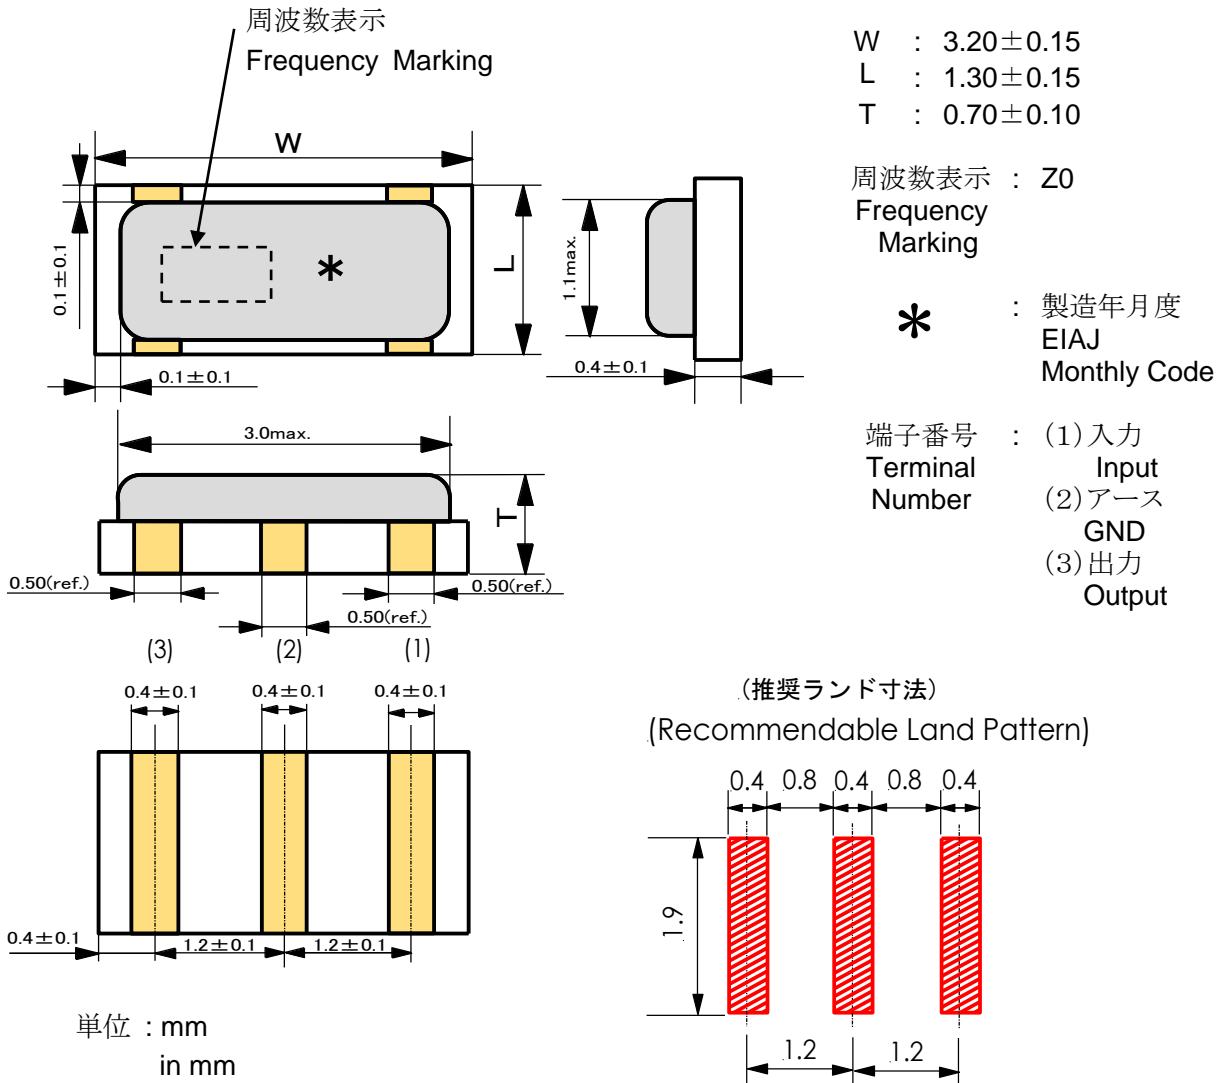 周波数表示
Frequency Marking
W : 3.20±0.15
L : 1.30±0.15
T : 0.70±0.10
W
周波数表示 : Z0
Frequency
Marking
0.1±0.1
*
L
1.1max.
0.1±0.1
0.4±0.1
* : 製造年月度
EIAJ
Monthly Code
3.0max.
T
端子番号 : (1)入力
Terminal Input
Number (2)アース
GND
(3)出力
Output
0.50(ref.)
0.50(ref.)
0.50(ref.)
(3) (2) (1)
0.4±0.1 0.4±0.1 0.4±0.1
0.4±0.1 1.2±0.1 1.2±0.1
単位 : mm
in mm
(推奨ランド寸法)
(Recommendable Land Pattern)
0.4 0.8 0.4 0.8 0.4
1.9
1.2 1.2